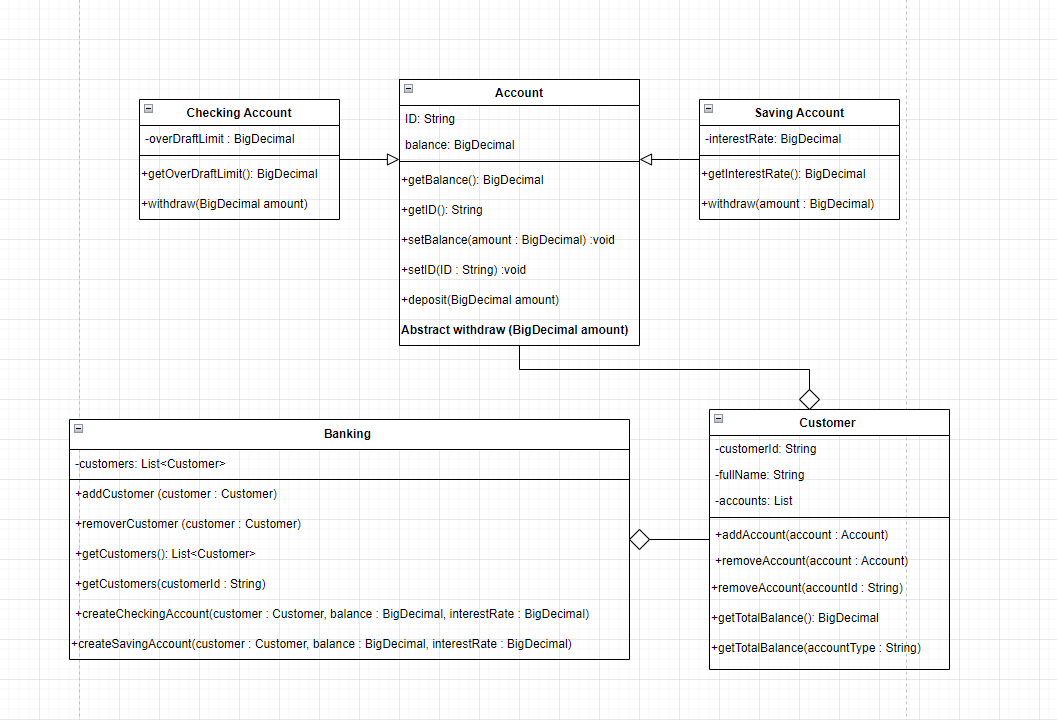 Checking Account
-overDraftLimit : BigDecimal
+getOverDraftLimit(): BigDecimal
+withdraw(BigDecimal amount)
Account
ID: String
balance: BigDecimal
+getBalance(): BigDecimal
+getID(): String
+setBalance(amount : BigDecimal) :void
+setID(ID : String) :void
+deposit(BigDecimal amount)
Abstract withdraw (BigDecimal amount)
Saving Account
-interestRate: BigDecimal
+getInterestRate(): BigDecimal
+withdraw(amount : BigDecimal)
Banking
-customers: List<Customer>
+addCustomer (customer : Customer)
+removerCustomer (customer : Customer)
+getCustomers(): List<Customer>
+getCustomers(customerId : String)
+createCheckingAccount(customer : Customer, balance : BigDecimal, interestRate : BigDecimal)
+createSavingAccount(customer : Customer, balance : BigDecimal, interestRate : BigDecimal)
Customer
-customerId: String
-fullName: String
-accounts: List
+addAccount(account : Account)
+removeAccount(account : Account)
+removeAccount(accountId : String)
+getTotalBalance(): BigDecimal
+getTotalBalance(accountType : String)